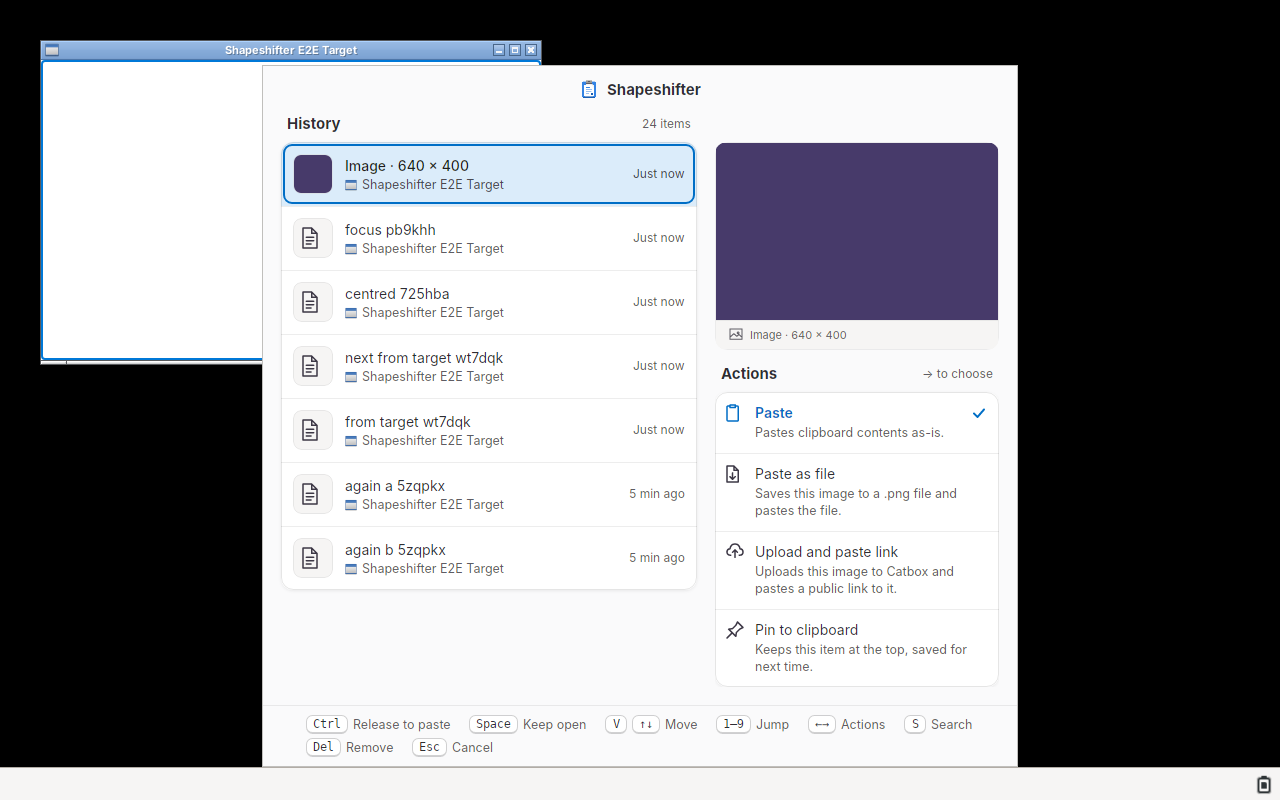 Shapeshifter E2E Target
Shapeshifter
History
24 items
Image · 640 × 400
Shapeshifter E2E Target
Just now
focus pb9khh
Shapeshifter E2E Target
Just now
centred 725hba
Shapeshifter E2E Target
Just now
next from target wt7dqk
Shapeshifter E2E Target
Just now
from target wt7dqk
Shapeshifter E2E Target
Just now
again a 5zqpkx
Shapeshifter E2E Target
5 min ago
again b 5zqpkx
Shapeshifter E2E Target
5 min ago
Image · 640 × 400
Actions
→ to choose
Paste
Pastes clipboard contents as-is.
Paste as file
Saves this image to a .png file and
pastes the file.
Upload and paste link
Uploads this image to Catbox and
pastes a public link to it.
Pin to clipboard
Keeps this item at the top, saved for
next time.
Ctrl Release to paste Space Keep open V ↑↓ Move 1–9 Jump ←→ Actions S Search
Del Remove Esc Cancel